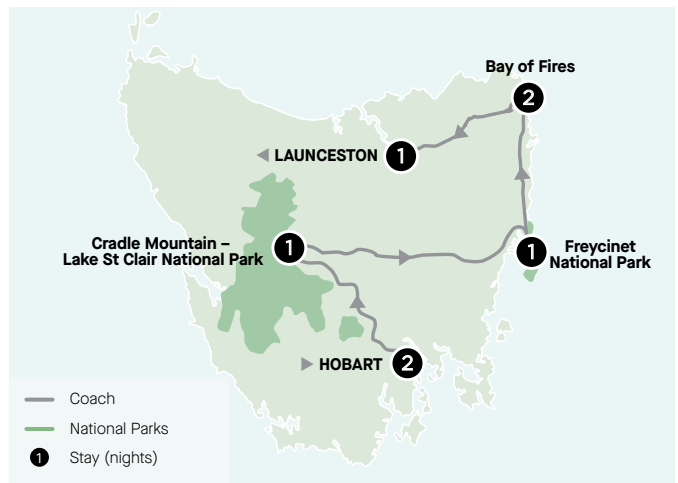 Bay of Fires
2
LAUNCESTON
1
Cradle Mountain –
Lake St Clair National Park
1
1
Freycinet
National Park
HOBART
2
Coach
National Parks
1
Stay (nights)